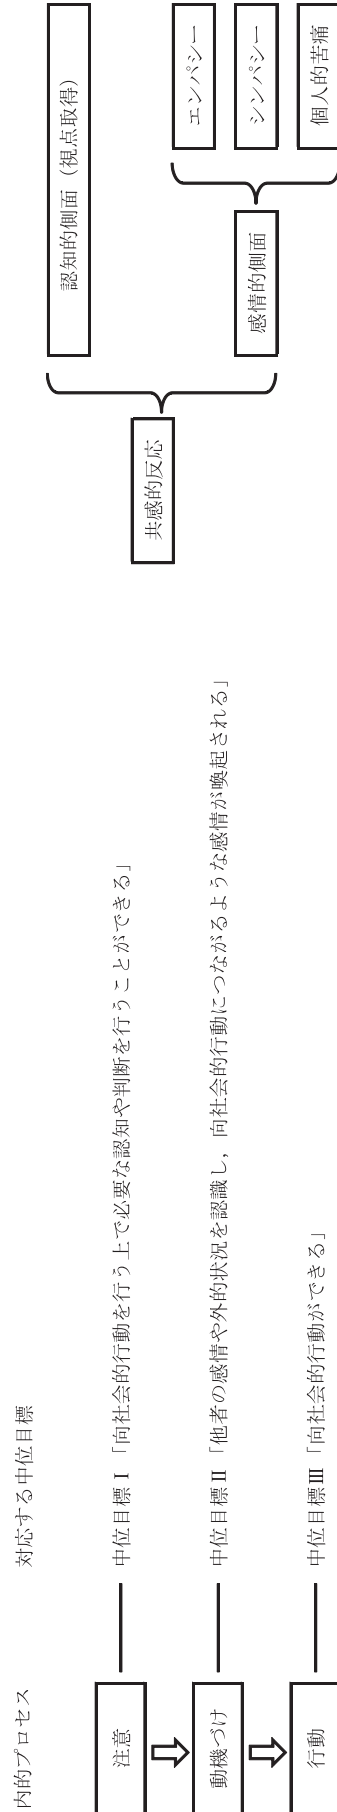 内的プロセス
対応する中位目標
注意
中位目標Ⅰ「向社会的行動を行う上で必要な認知や判断を行うことができる」
動機づけ
中位目標Ⅱ「他者の感情や外的状況を認識し，向社会的行動につながるような感情が喚起される」
行動
中位目標Ⅲ「向社会的行動ができる」
共感的反応
認知的側面（視点取得）
感情的側面
エンパシー
シンパシー
個人的苦痛